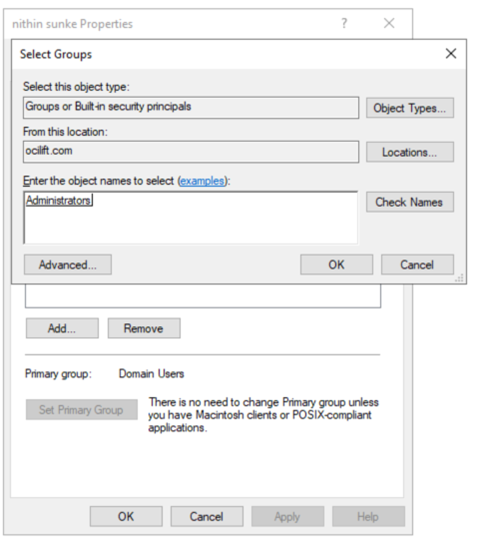 nithin sunke Properties
Select Groups
Select this object type:
Groups or Built-in security principals
Object Types...
From this location:
ocilift.com
Locations...
Enter the object names to select (examples):
Administrators
Check Names
Advanced...
OK
Cancel
Add...
Remove
Primary group: Domain Users
Set Primary Group
There is no need to change Primary group unless
you have Macintosh clients or POSIX-compliant
applications.
OK
Cancel
Apply
Help